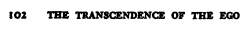 102 THE TRANSCENDENCE OF THE EGO